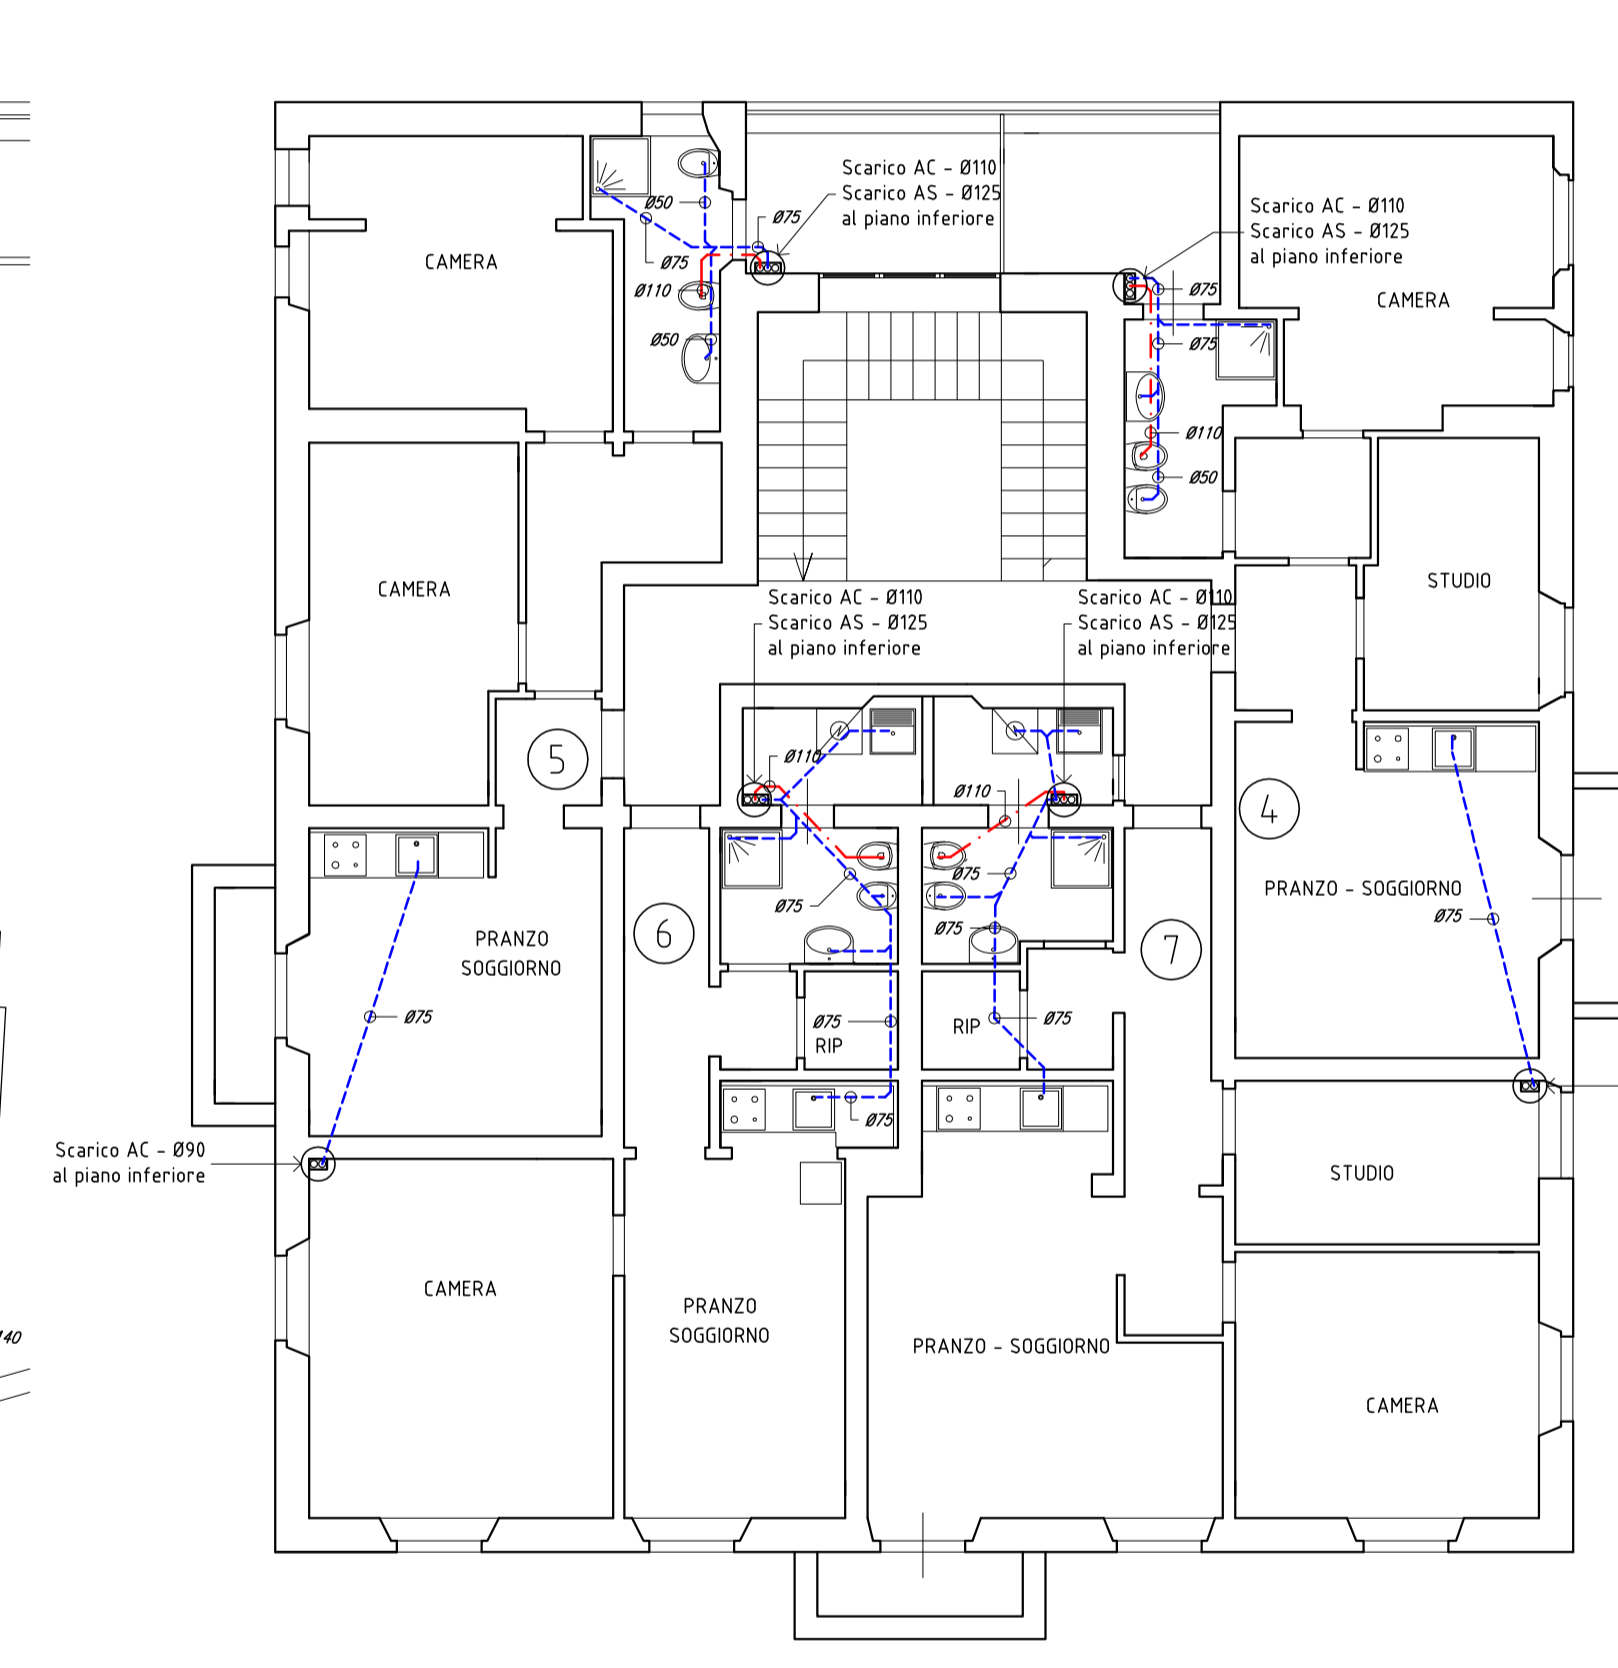 Scarico AC - Ø110
Scarico AS - Ø125
al piano inferiore
Scarico AC - Ø110
Scarico AS - Ø125
al piano inferiore
Ø50
Ø75
Ø75
Ø110
Ø50
CAMERA
CAMERA
Ø75
Ø75
Ø110
Ø50
CAMERA
STUDIO
Scarico AC - Ø110
Scarico AS - Ø125
al piano inferiore
Scarico AC - Ø110
Scarico AS - Ø125
al piano inferiore
5
Ø110
Ø110
4
PRANZO - SOGGIORNO
Ø75
Ø75
Ø75
Ø75
6
7
PRANZO
SOGGIORNO
Ø75
Ø75
RIP
RIP
Ø75
Ø75
Scarico AC - Ø90
al piano inferiore
STUDIO
CAMERA
PRANZO
SOGGIORNO
PRANZO - SOGGIORNO
CAMERA
140